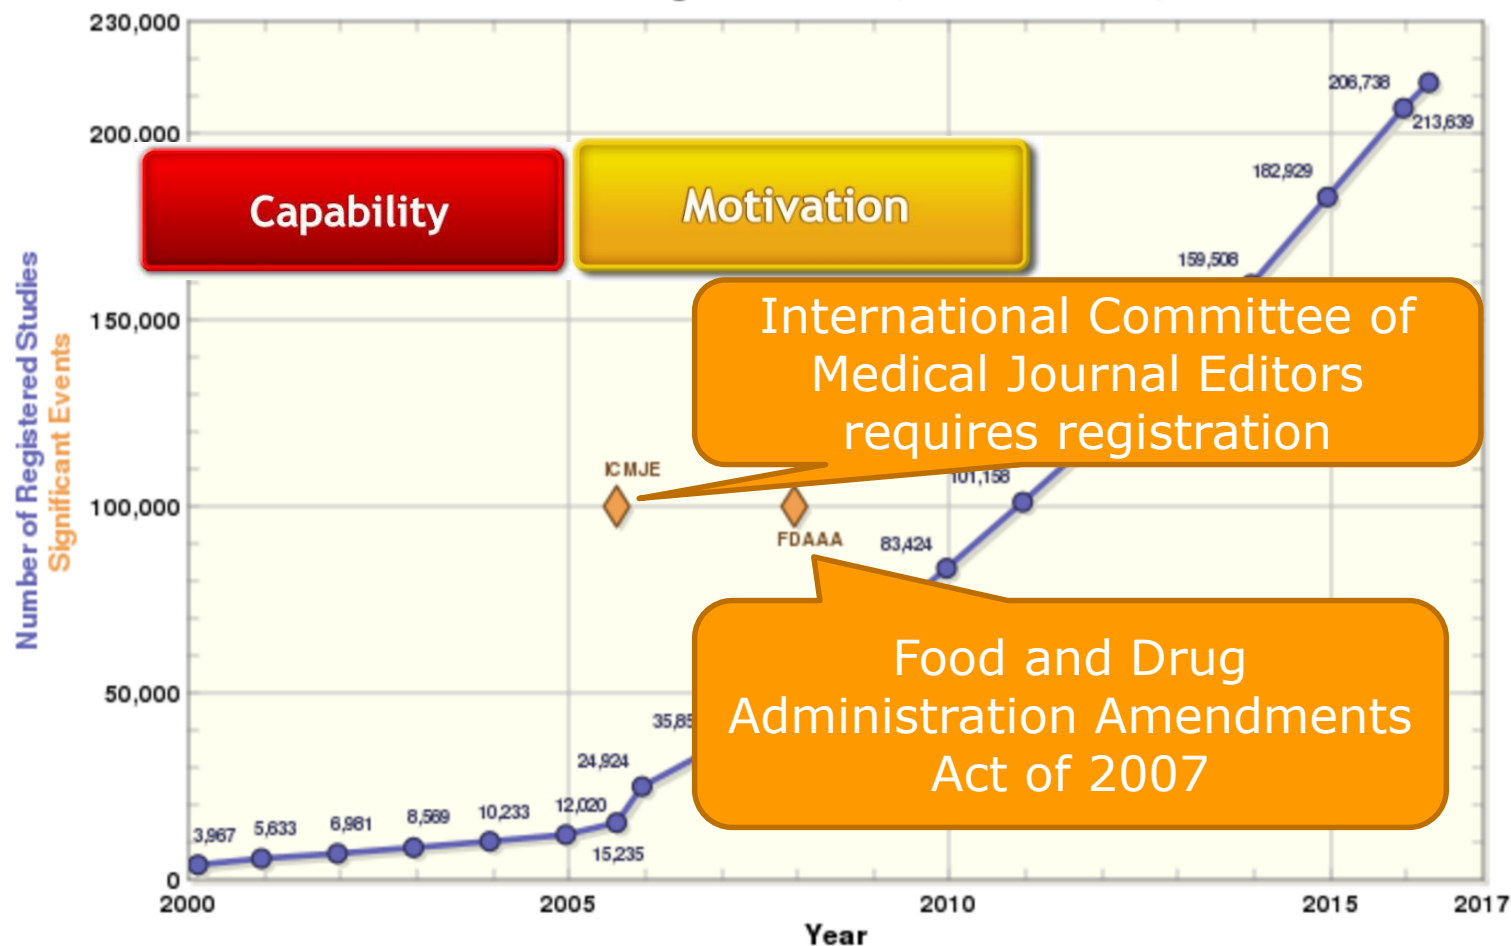 230,000
200,000
150,000
100,000
50,000
0
Number of Registered Studies
Significant Events
Capability
Motivation
International Committee of
Medical Journal Editors
requires registration
ICMJE
FDAAA
Food and Drug
Administration Amendments
Act of 2007
3,967
5,633
6,981
8,569
10,233
12,020
15,235
24,924
83,424
101,158
159,508
182,929
206,738
213,639
2000
2005
2010
2015
2017
Year